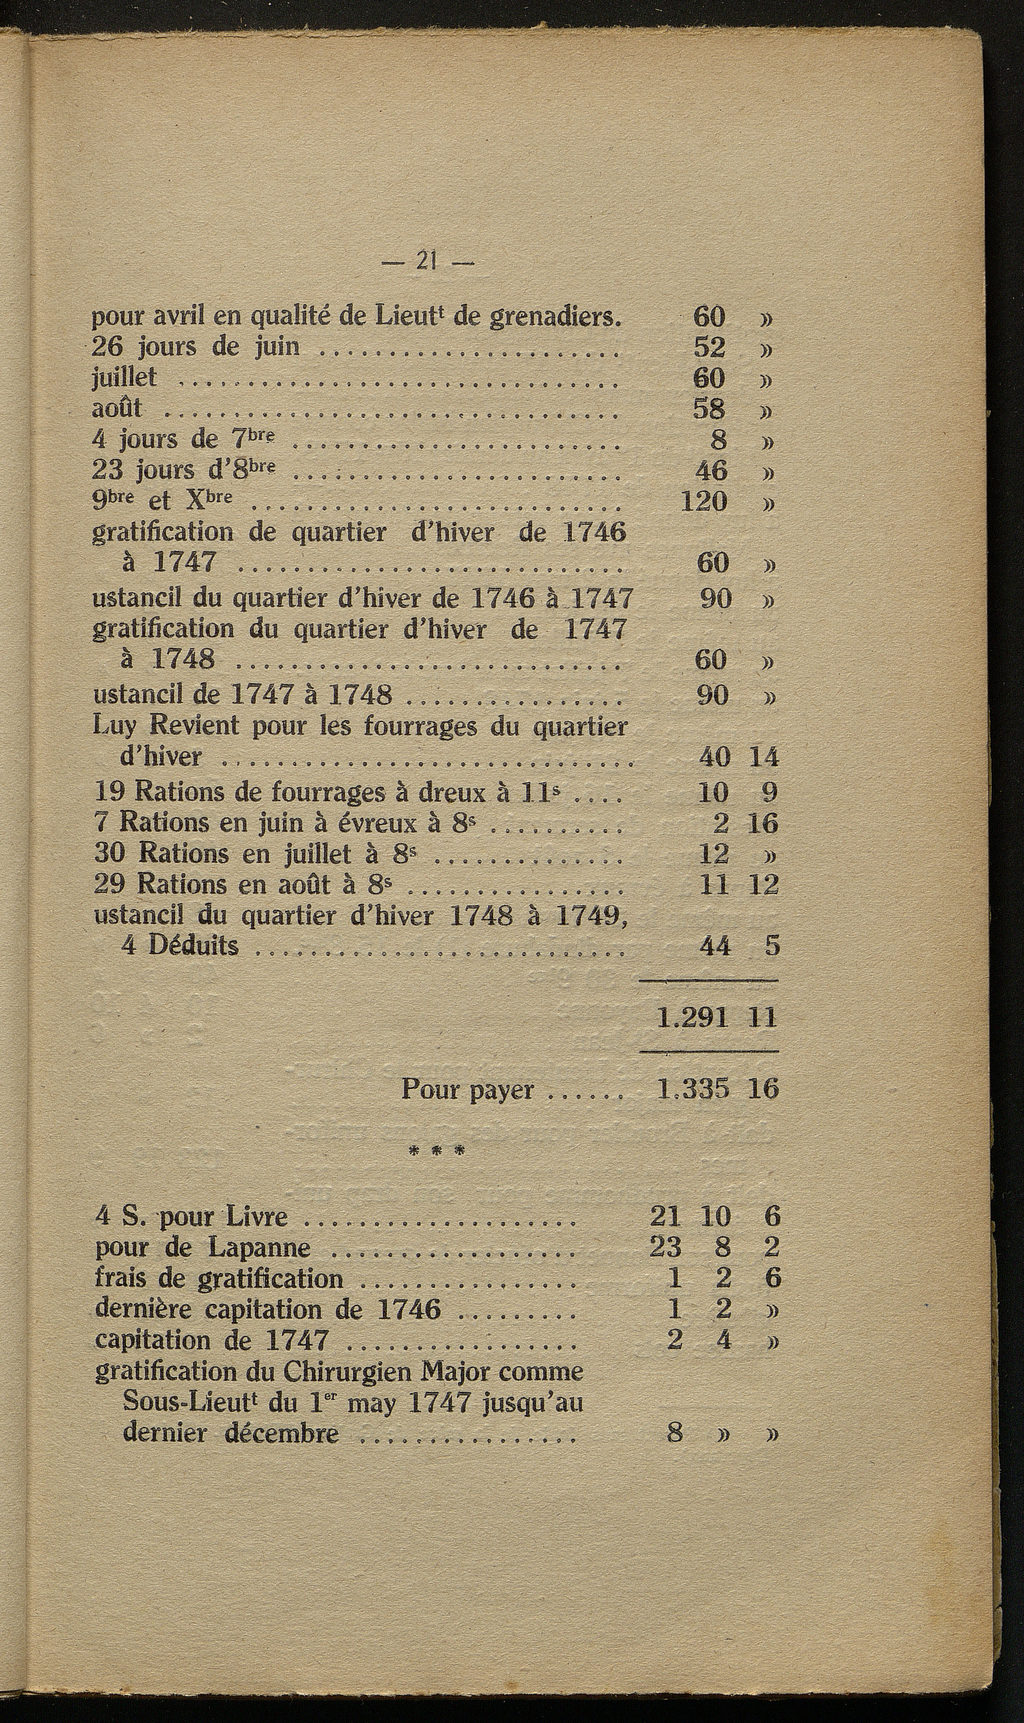 — 21 —
pour avril en qualité de Lieutᵗ de grenadiers. 60 »
26 jours de juin ...................... 52 »
juillet ................................ 60 »
août ................................. 58 »
4 jours de 7ᵇʳᵉ ........................ 8 »
23 jours d'8ᵇʳᵉ ........................ 46 »
9ᵇʳᵉ et Xᵇʳᵉ ........................... 120 »
gratification de quartier d'hiver de 1746
à 1747 ............................ 60 »
ustancil du quartier d'hiver de 1746 à 1747 90 »
gratification du quartier d'hiver de 1747
à 1748 ............................ 60 »
ustancil de 1747 à 1748 ................ 90 »
Luy Revient pour les fourrages du quartier
d'hiver .............................. 40 14
19 Rations de fourrages à dreux à 11ˢ .... 10 9
7 Rations en juin à évreux à 8ˢ .......... 2 16
30 Rations en juillet à 8ˢ .............. 12 »
29 Rations en août à 8ˢ ................ 11 12
ustancil du quartier d'hiver 1748 à 1749,
4 Déduits ........................... 44 5
1.291 11
Pour payer ...... 1.335 16
* * *
4 S. pour Livre .................... 21 10 6
pour de Lapanne .................. 23 8 2
frais de gratification ................ 1 2 6
dernière capitation de 1746 ......... 1 2 »
capitation de 1747 ................. 2 4 »
gratification du Chirurgien Major comme
Sous-Lieutᵗ du 1ᵉʳ may 1747 jusqu'au
dernier décembre ................ 8 » »